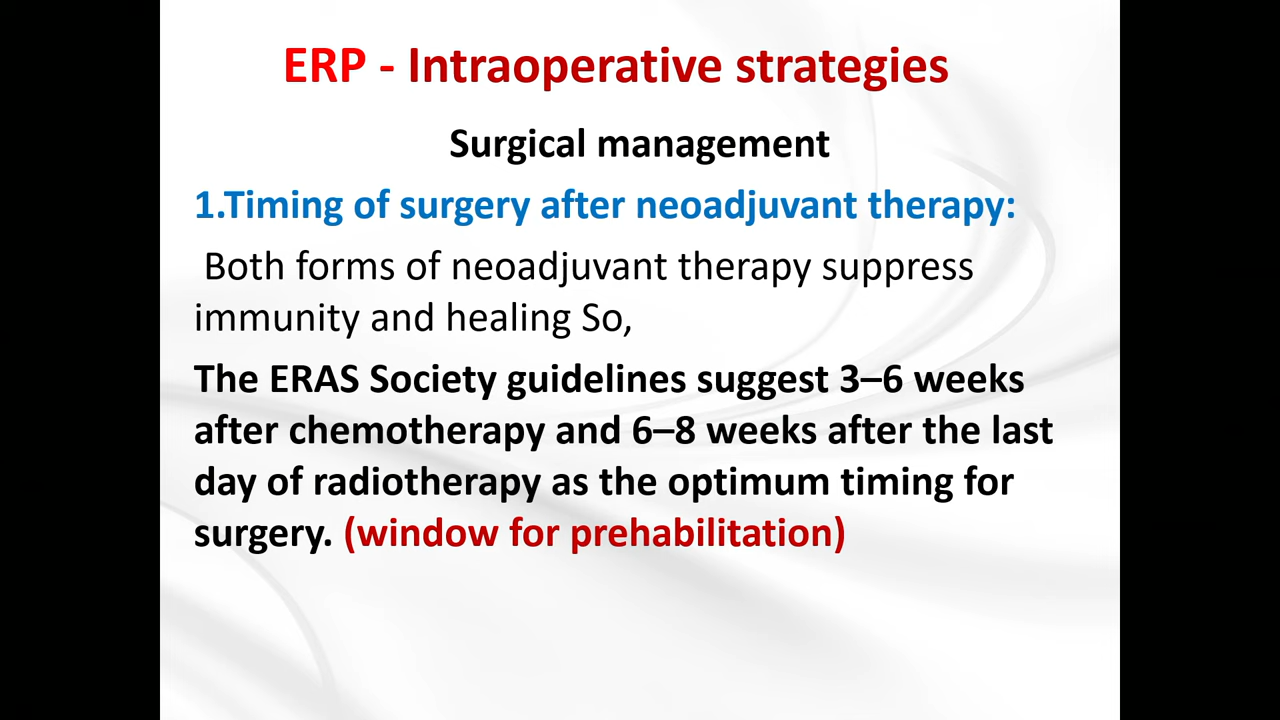 ERP - Intraoperative strategies
Surgical management
1.Timing of surgery after neoadjuvant therapy:
Both forms of neoadjuvant therapy suppress
immunity and healing So,
The ERAS Society guidelines suggest 3–6 weeks
after chemotherapy and 6–8 weeks after the last
day of radiotherapy as the optimum timing for
surgery. (window for prehabilitation)